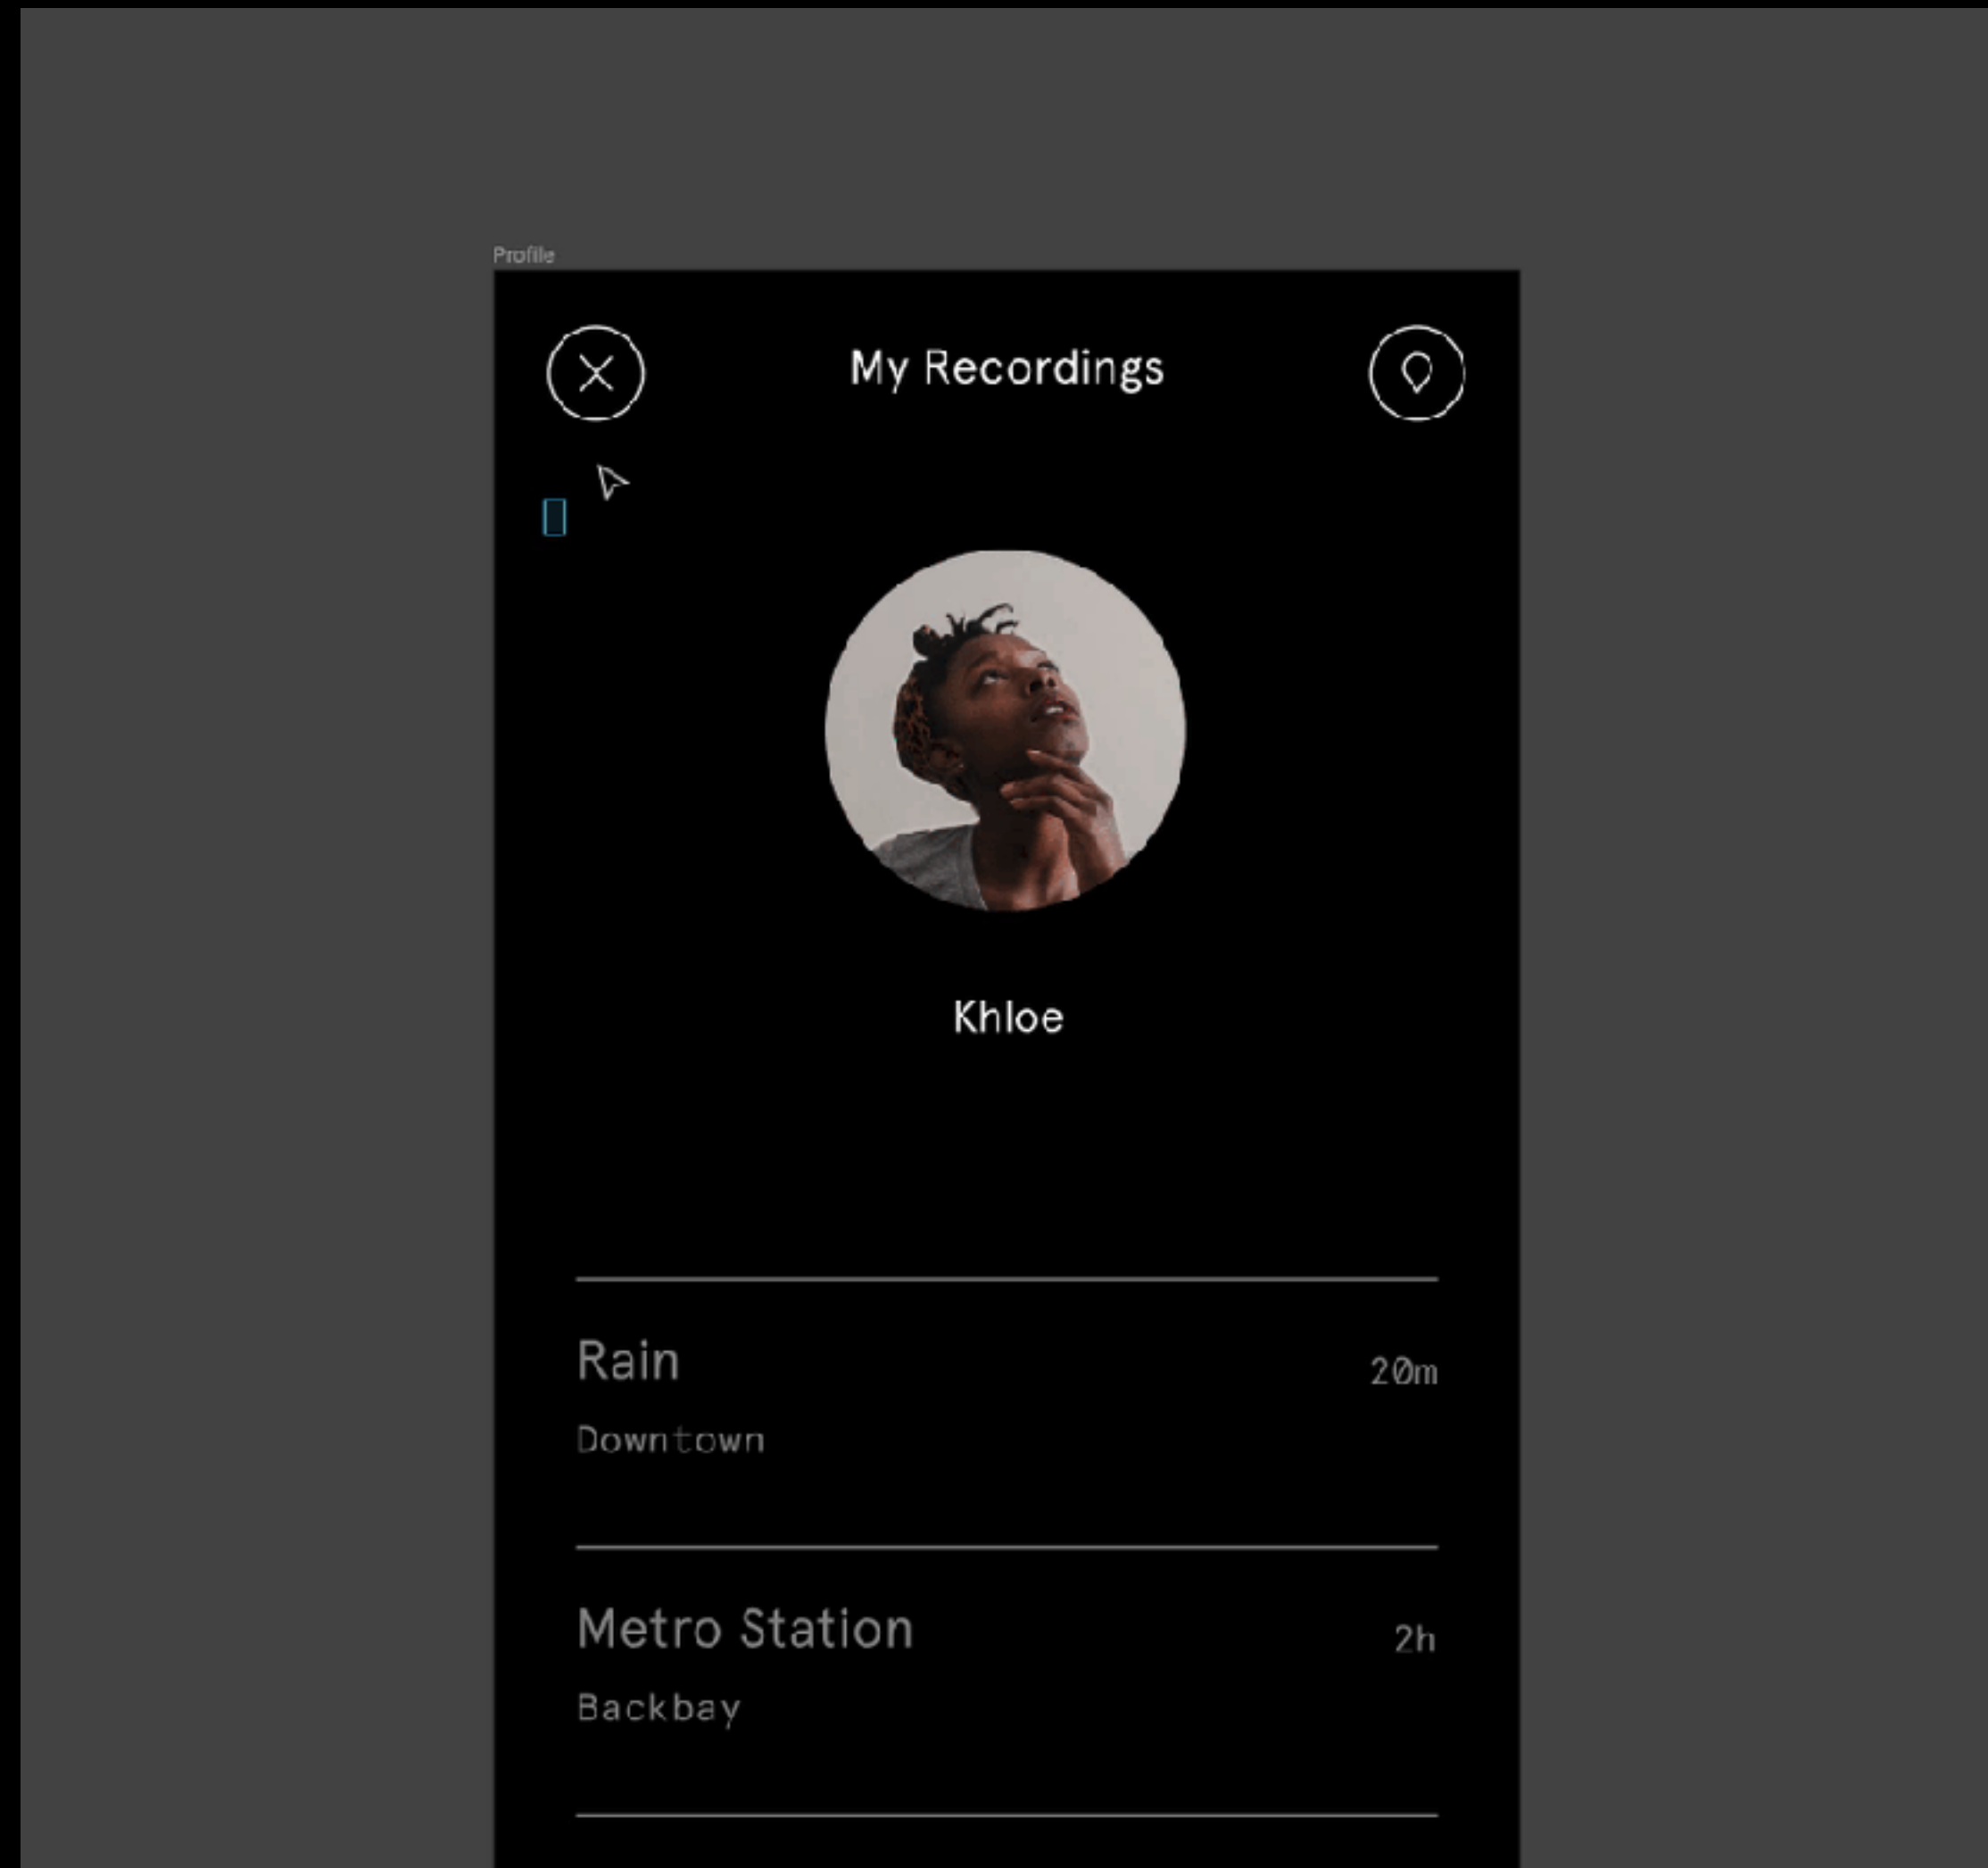 Profile
My Recordings
Khloe
Rain
20m
Downtown
Metro Station
2h
Backbay